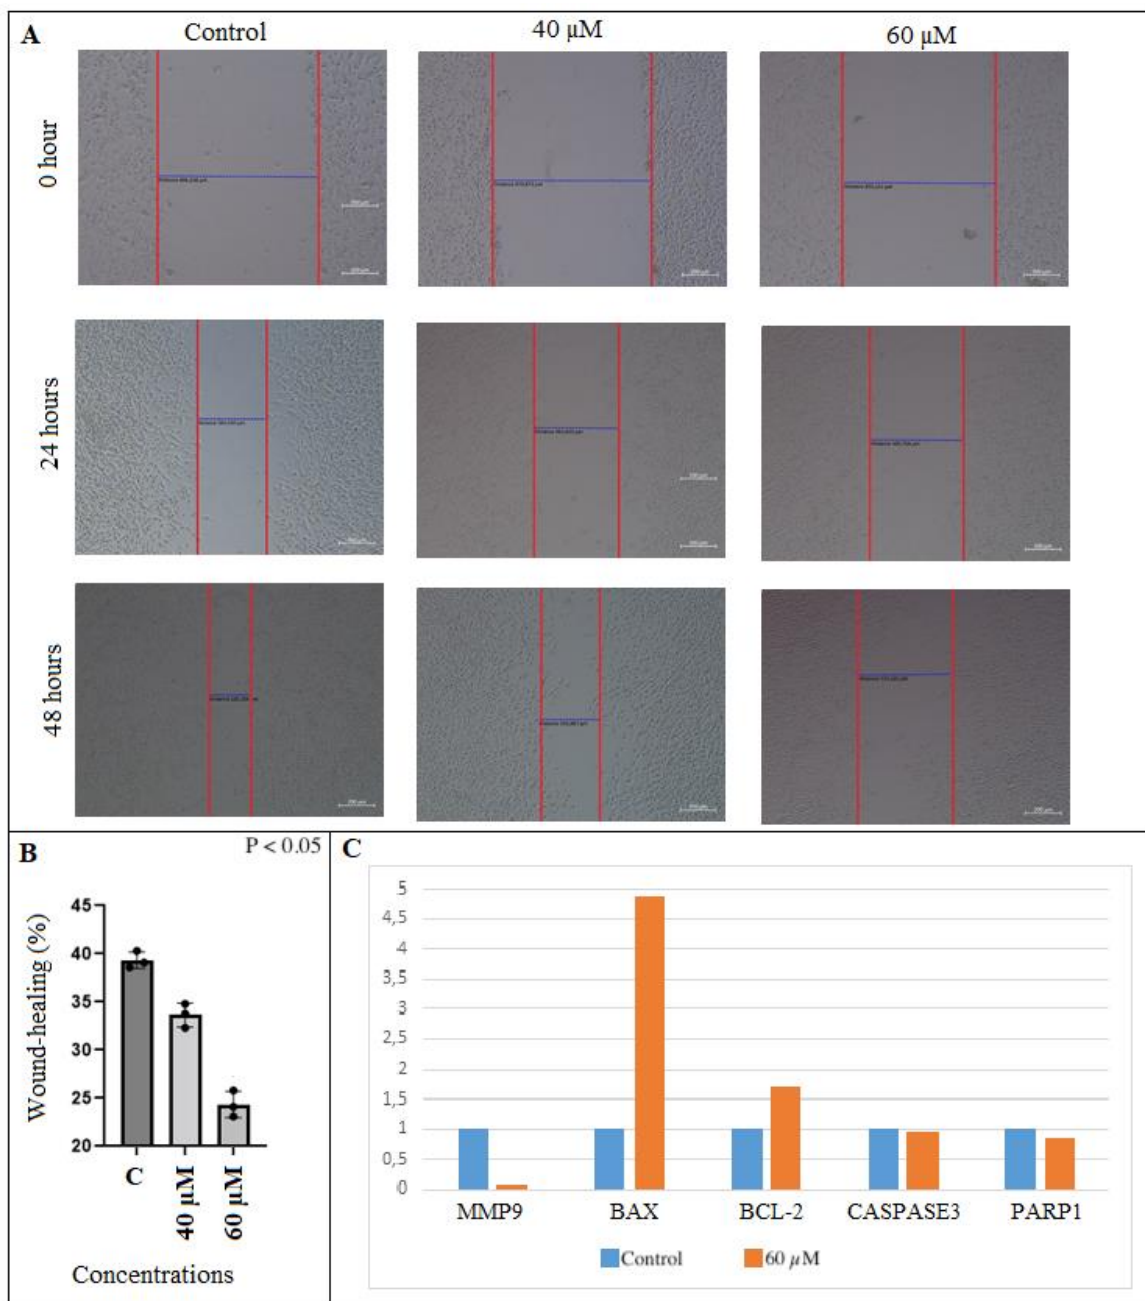 A
Control
40 µM
60 µM
0 hour
24 hours
48 hours
B
P < 0.05
Wound-healing (%)
45
40
35
30
25
20
C
40 µM
60 µM
Concentrations
C
5
4,5
4
3,5
3
2,5
2
1,5
1
0,5
0
MMP9
BAX
BCL-2
CASPASE3
PARP1
Control
60 µM